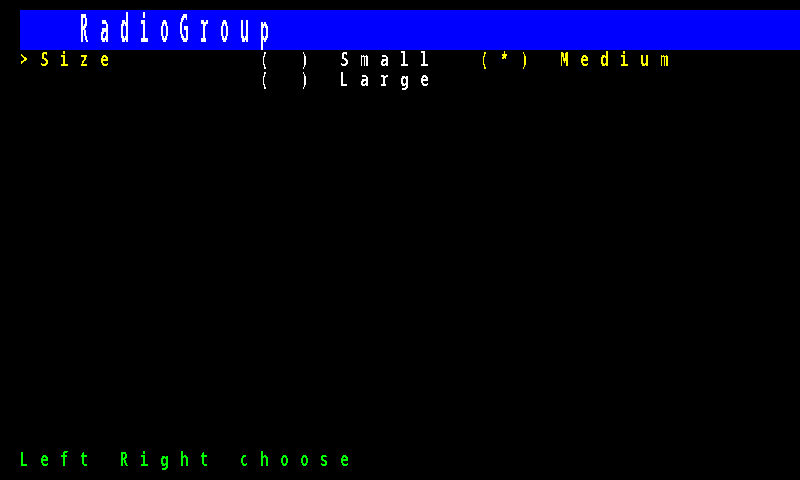 RadioGroup
>Size ( ) Small (*) Medium
( ) Large
Left Right choose